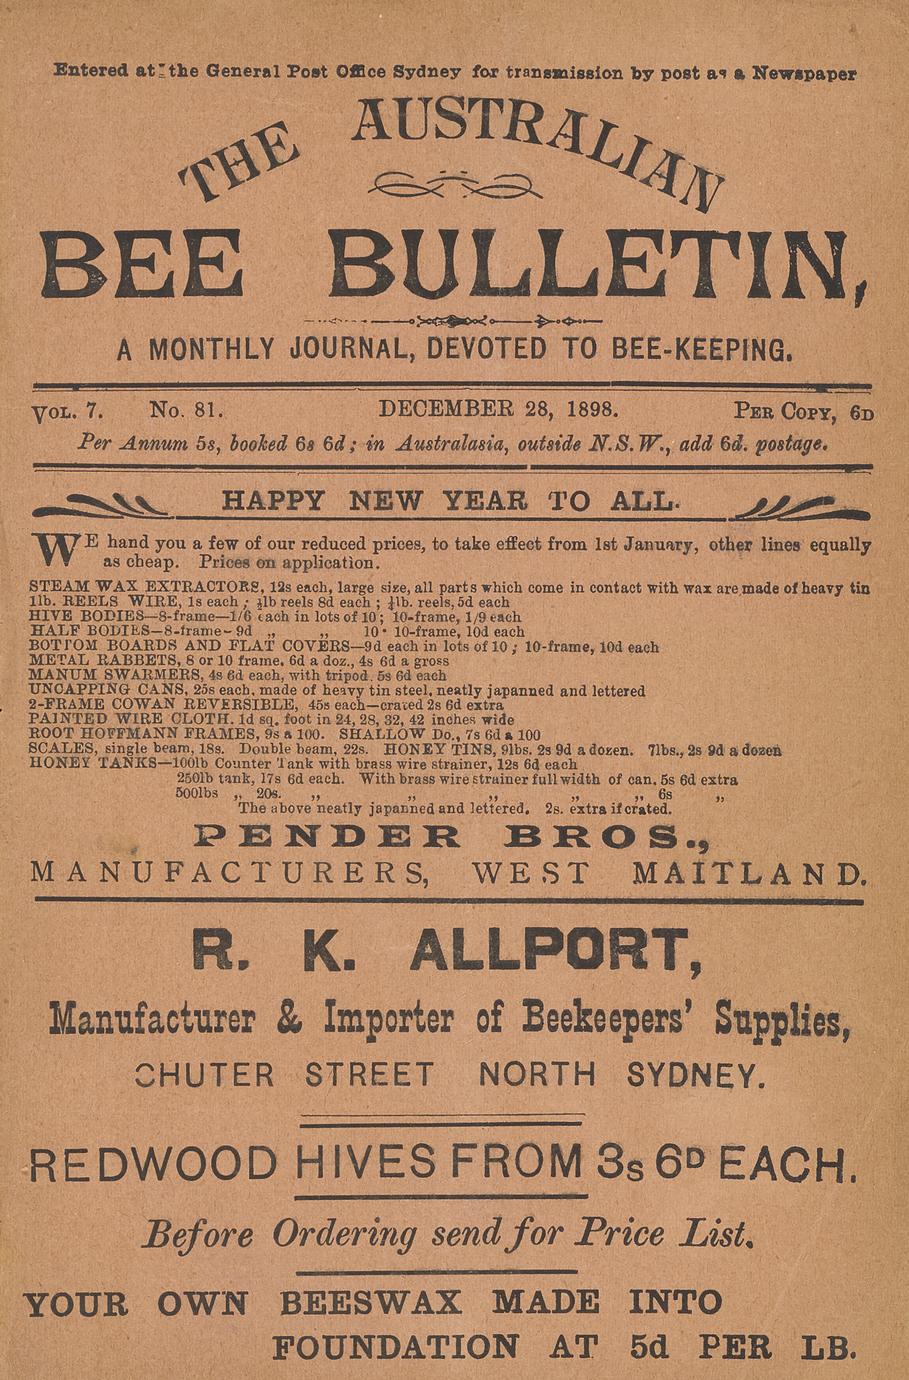 Entered at the General Post Office Sydney for transmission by post as a Newspaper
THE AUSTRALIAN
BEE BULLETIN,
A MONTHLY JOURNAL, DEVOTED TO BEE-KEEPING.
VOL. 7. No. 81. DECEMBER 28, 1898. PER COPY, 6D
Per Annum 5s, booked 6s 6d; in Australasia, outside N.S.W., add 6d. postage.
HAPPY NEW YEAR TO ALL.
WE hand you a few of our reduced prices, to take effect from 1st January, other lines equally
as cheap. Prices on application.
STEAM WAX EXTRACTORS, 12s each, large size, all parts which come in contact with wax are made of heavy tin
1lb. REELS WIRE, 1s each; ½lb reels 8d each; ¼lb. reels, 5d each
HIVE BODIES—8-frame—1/6 each in lots of 10; 10-frame, 1/9 each
HALF BODIES—8-frame—9d „ „ 10· 10-frame, 10d each
BOTTOM BOARDS AND FLAT COVERS—9d each in lots of 10; 10-frame, 10d each
METAL RABBETS, 8 or 10 frame, 6d a doz., 4s 6d a gross
MANUM SWARMERS, 4s 6d each, with tripod. 5s 6d each
UNCAPPING CANS, 25s each, made of heavy tin steel, neatly japanned and lettered
2-FRAME COWAN REVERSIBLE, 45s each—crated 2s 6d extra
PAINTED WIRE CLOTH. 1d sq. foot in 24, 28, 32, 42 inches wide
ROOT HOFFMANN FRAMES, 9s a 100. SHALLOW Do., 7s 6d a 100
SCALES, single beam, 18s. Double beam, 22s. HONEY TINS, 9lbs. 2s 9d a dozen. 7lbs., 2s 9d a dozen
HONEY TANKS—100lb Counter Tank with brass wire strainer, 12s 6d each
250lb tank, 17s 6d each. With brass wire strainer full width of can, 5s 6d extra
500lbs „ 20s. „ „ „ „ „ 6s „
The above neatly japanned and lettered. 2s. extra if crated.
PENDER BROS.,
MANUFACTURERS, WEST MAITLAND.
R. K. ALLPORT,
Manufacturer & Importer of Beekeepers' Supplies,
CHUTER STREET NORTH SYDNEY.
REDWOOD HIVES FROM 3s 6D EACH.
Before Ordering send for Price List.
YOUR OWN BEESWAX MADE INTO
FOUNDATION AT 5d PER LB.